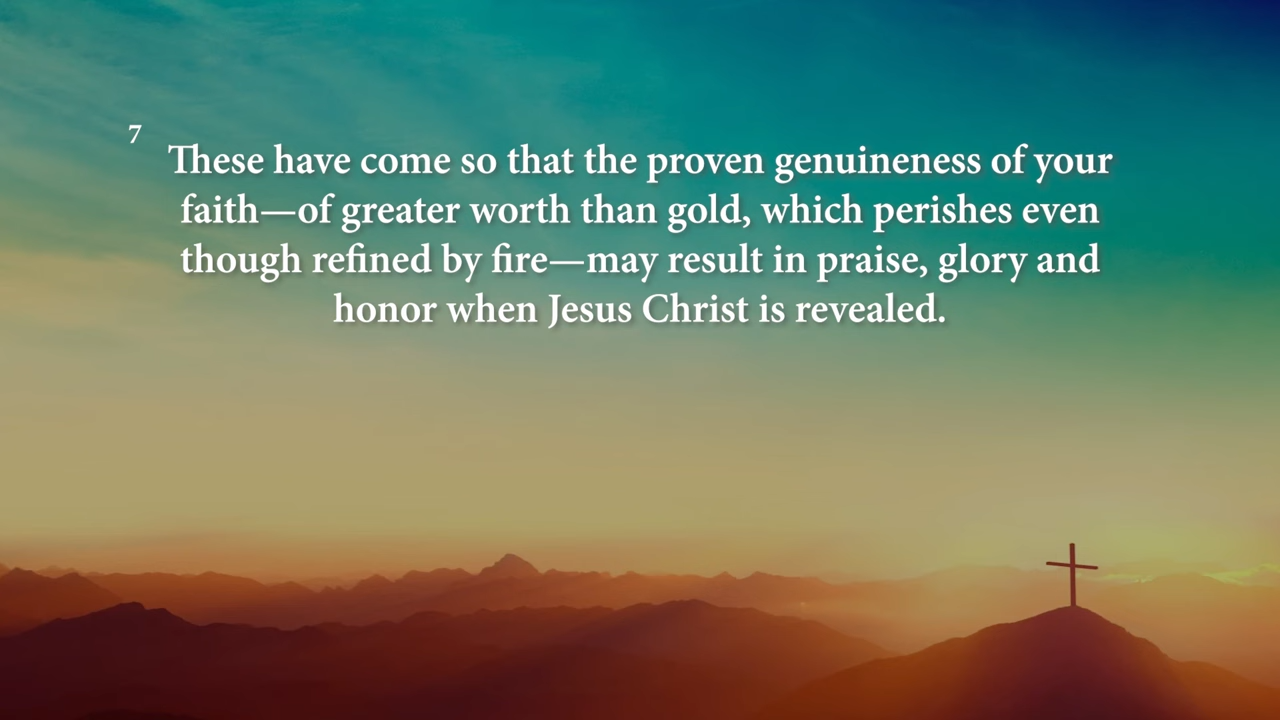 7
These have come so that the proven genuineness of your
faith—of greater worth than gold, which perishes even
though refined by fire—may result in praise, glory and
honor when Jesus Christ is revealed.